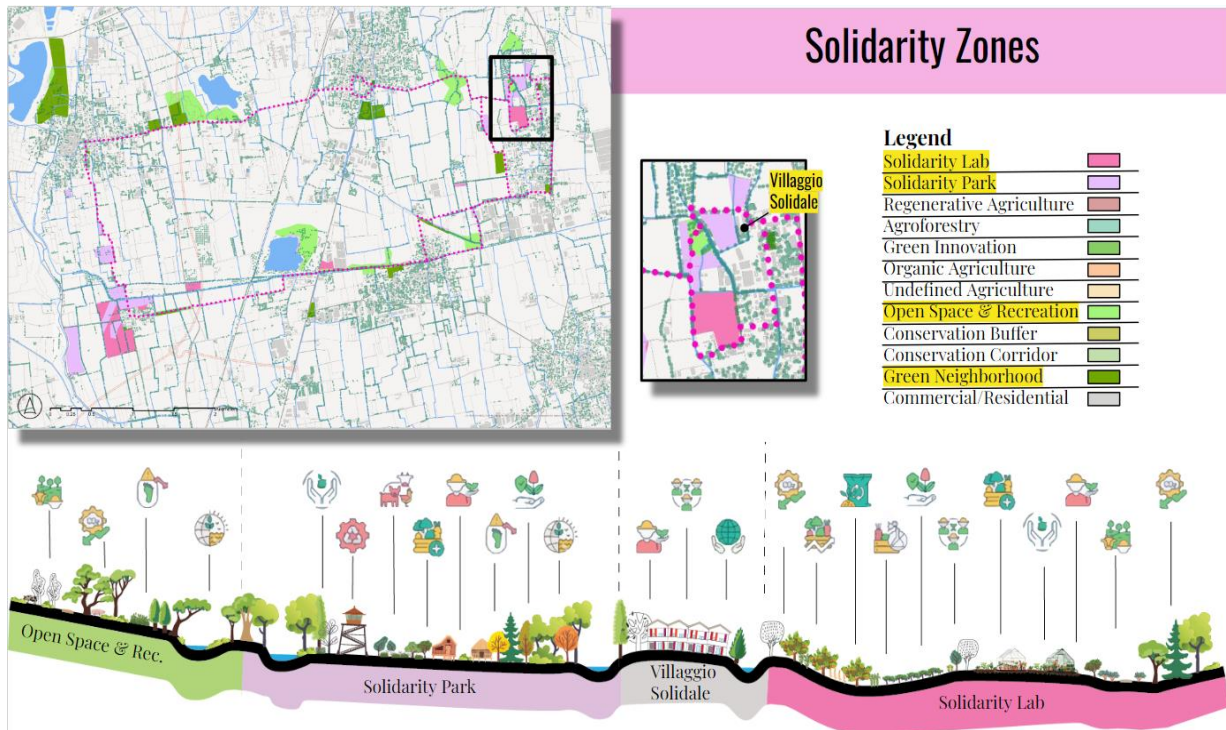 Solidarity Zones
Legend
Solidarity Lab
Solidarity Park
Regenerative Agriculture
Agroforestry
Green Innovation
Organic Agriculture
Undefined Agriculture
Open Space & Recreation
Conservation Buffer
Conservation Corridor
Green Neighborhood
Commercial/Residential
Villaggio
Solidale
Open Space & Rec.
Solidarity Park
Villaggio
Solidale
Solidarity Lab